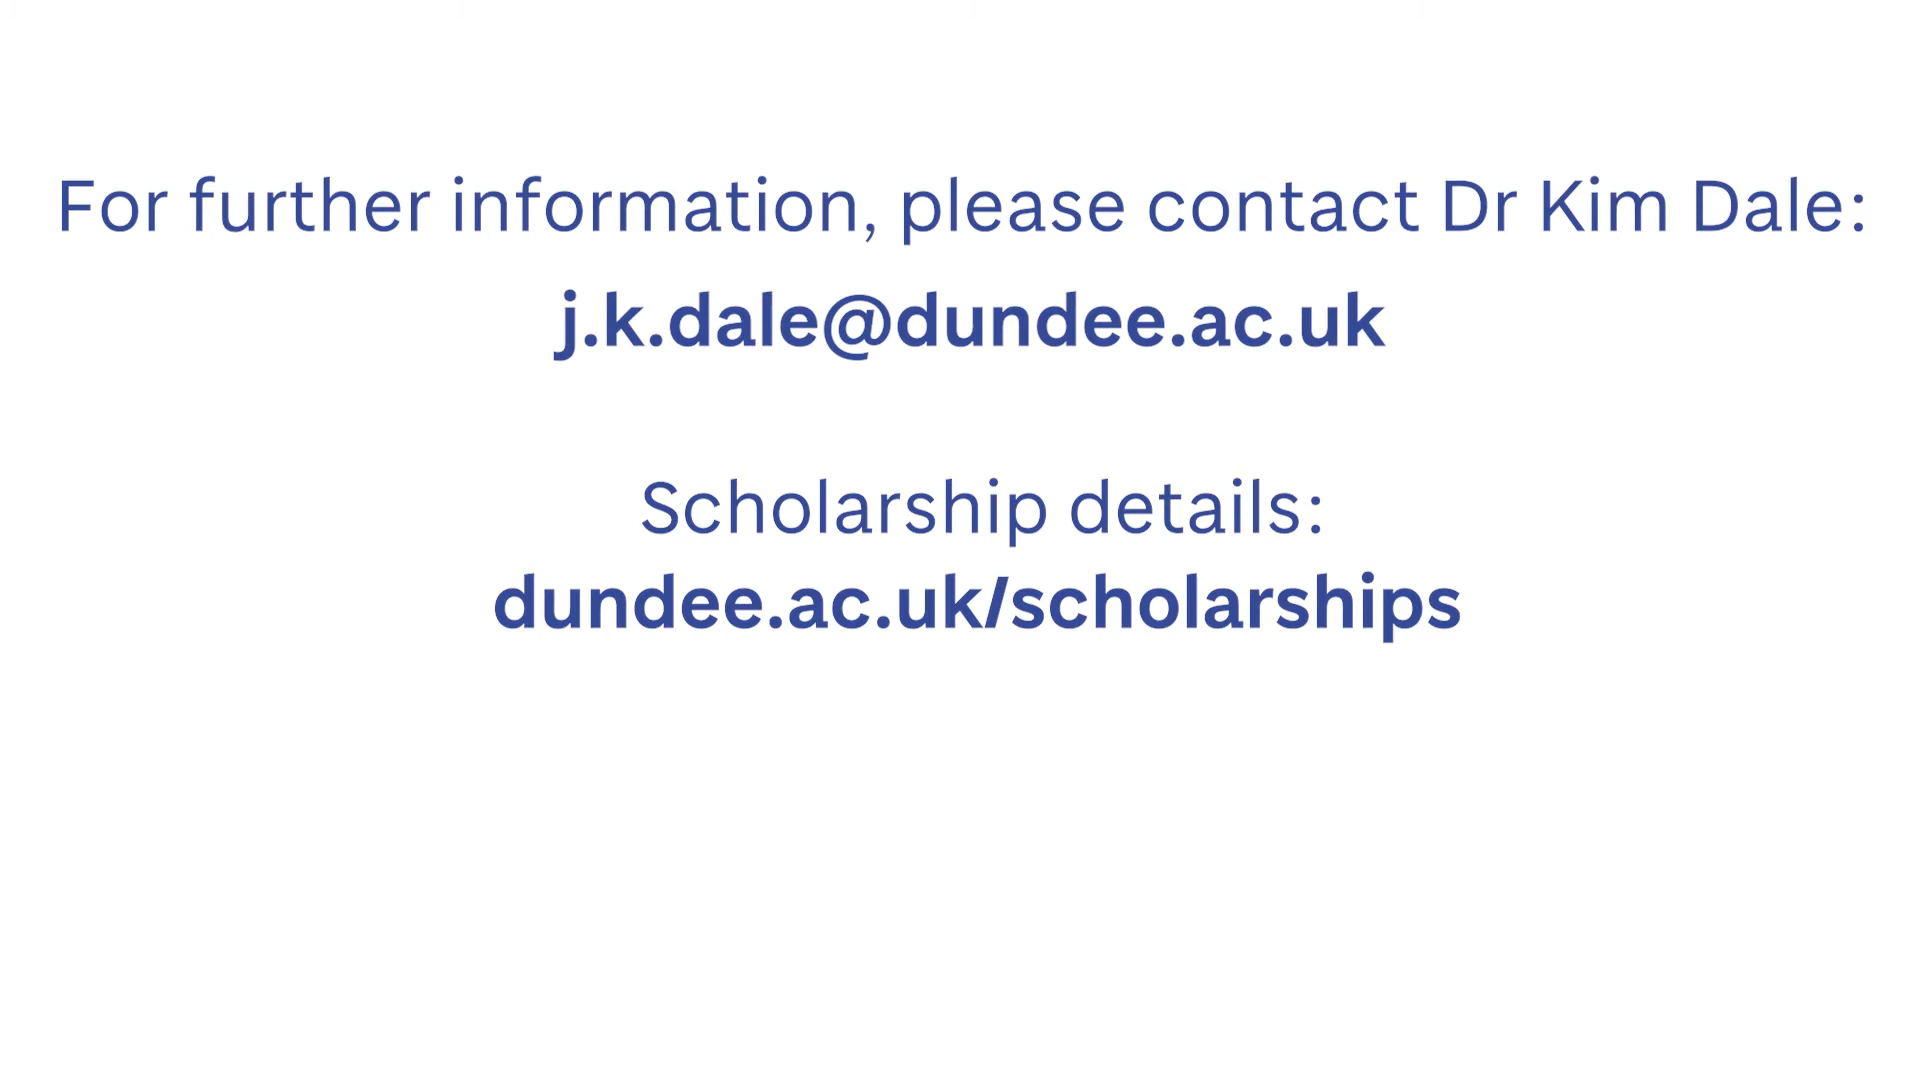 For further information, please contact Dr Kim Dale:
j.k.dale@dundee.ac.uk
Scholarship details:
dundee.ac.uk/scholarships